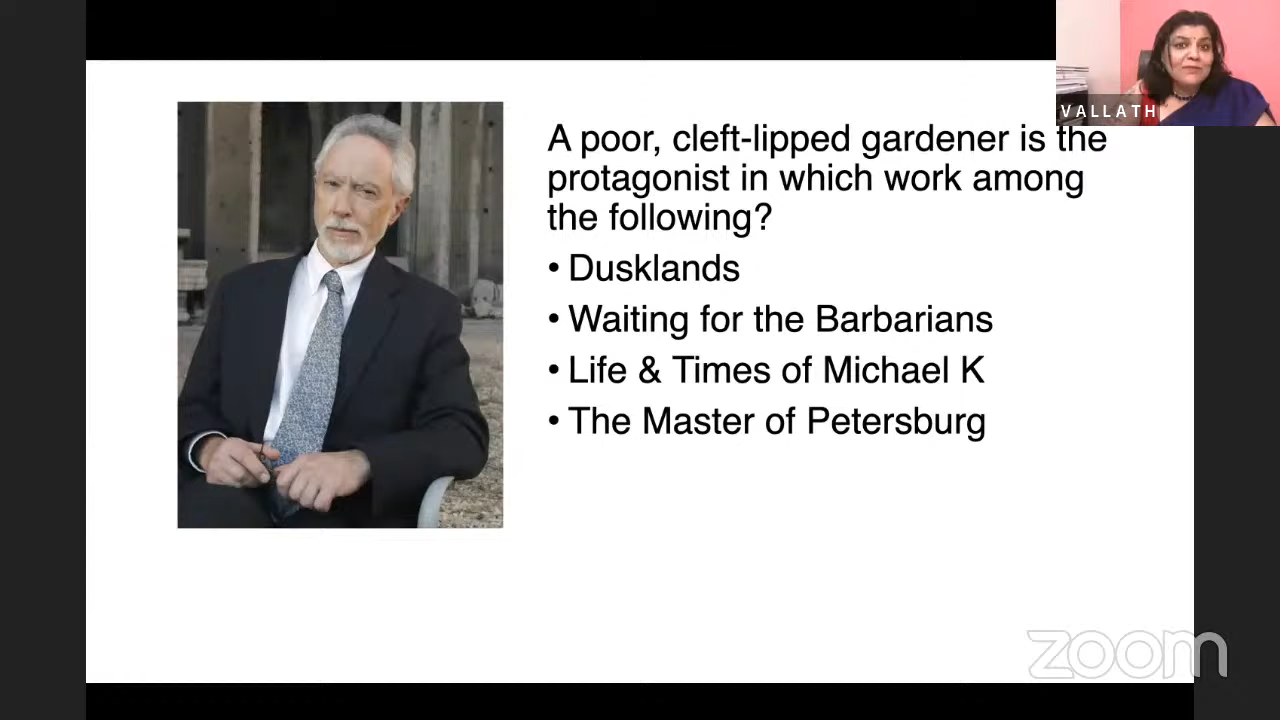 VALLATH
A poor, cleft-lipped gardener is the
protagonist in which work among
the following?
• Dusklands
• Waiting for the Barbarians
• Life & Times of Michael K
• The Master of Petersburg
zoom